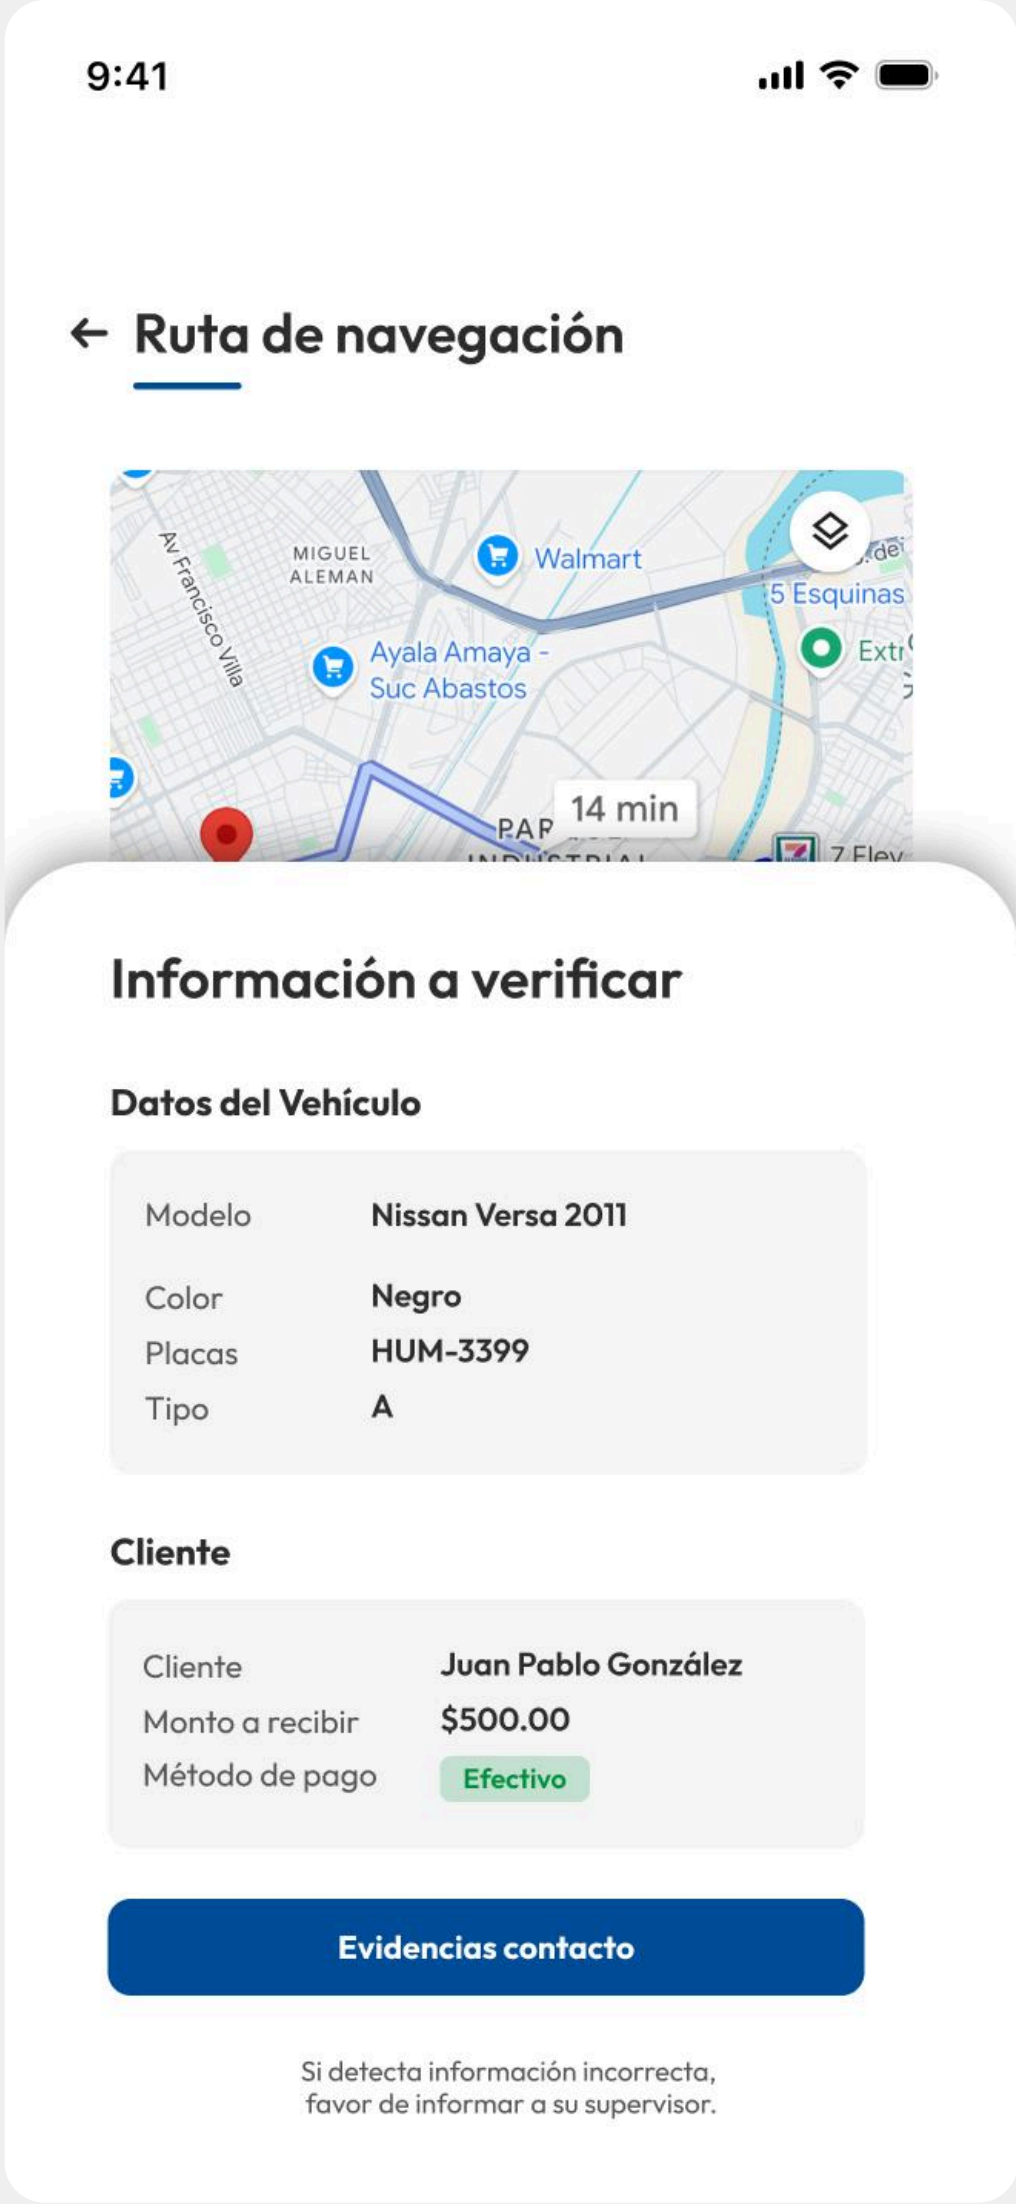 9:41
Ruta de navegación
Av Francisco Villa
MIGUEL
ALEMAN
Walmart
5 Esquinas
Ayala Amaya -
Suc Abastos
Extr
14 min
7 Elev
Información a verificar
Datos del Vehículo
Modelo Nissan Versa 2011
Color Negro
Placas HUM-3399
Tipo A
Cliente
Cliente Juan Pablo González
Monto a recibir $500.00
Método de pago Efectivo
Evidencias contacto
Si detecta información incorrecta,
favor de informar a su supervisor.